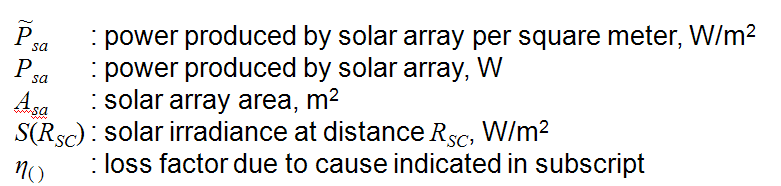 P̃sa : power produced by solar array per square meter, W/m²
Psa : power produced by solar array, W
Asa : solar array area, m²
S(RSC) : solar irradiance at distance RSC, W/m²
η() : loss factor due to cause indicated in subscript